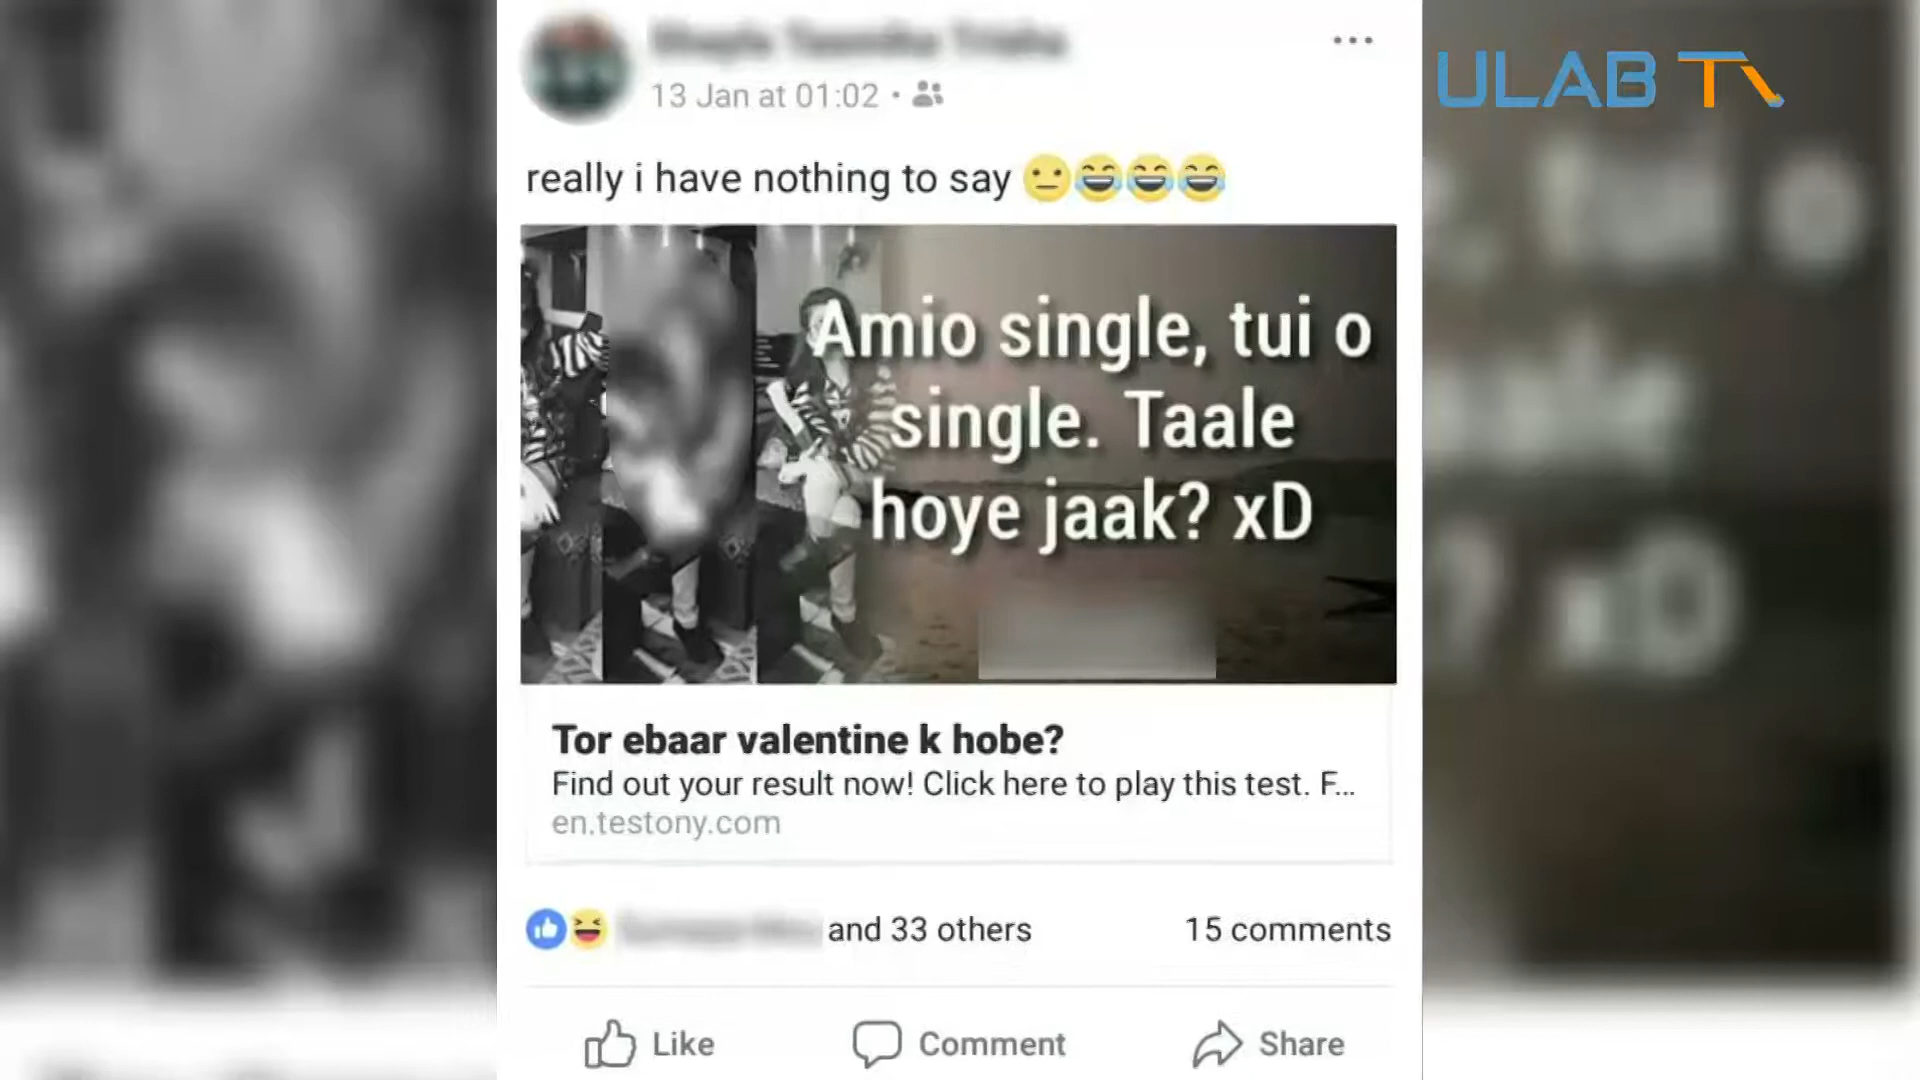 ULAB TV
13 Jan at 01:02
really i have nothing to say 😐😂😂😂
Amio single, tui o
single. Taale
hoye jaak? xD
Tor ebaar valentine k hobe?
Find out your result now! Click here to play this test. F...
en.testony.com
and 33 others
15 comments
Like
Comment
Share